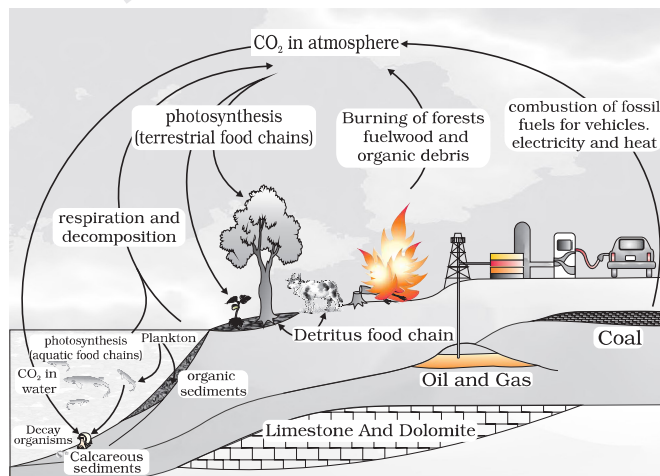 CO₂ in atmosphere
photosynthesis
(terrestrial food chains)
Burning of forests
fuelwood and
organic debris
combustion of fossil
fuels for vehicles.
electricity and heat
respiration and
decomposition
photosynthesis
(aquatic food chains)
Plankton
Detritus food chain
CO₂ in
water
organic
sediments
Coal
Oil and Gas
Decay
organisms
Limestone And Dolomite
Calcareous
sediments